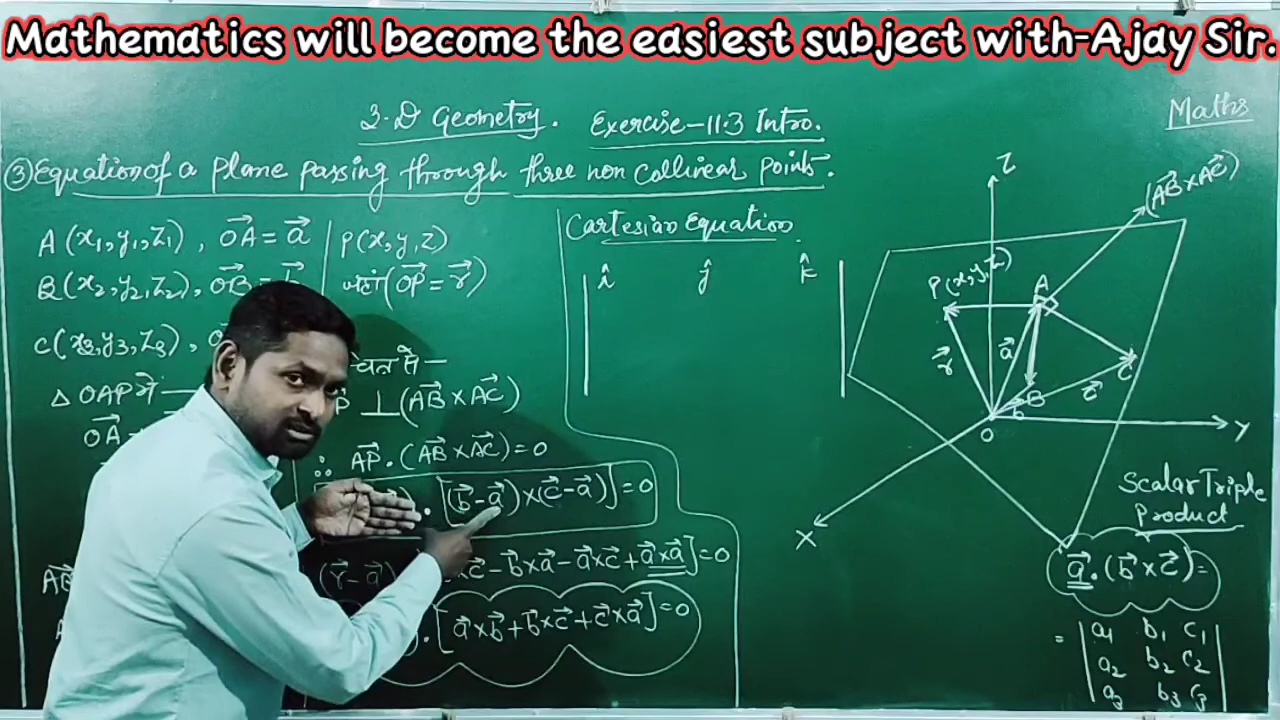 Mathematics will become the easiest subject with-Ajay Sir.
Maths
3-D Geometry. Exercise-11.3 Intro.
③ Equation of a plane passing through three non collinear points.
A(x₁,y₁,z₁), OA⃗ = a⃗
B(x₂,y₂,z₂), OB⃗ =
C(x₃,y₃,z₃),
Δ OAP में
OA⃗
P(x,y,z)
जहां (OP⃗ = r⃗)
⊥ (AB⃗ × AC⃗)
∴ AP⃗ . (AB⃗ × AC⃗) = 0
. [(b⃗-a⃗)×(c⃗-a⃗)] = 0
(r⃗ - a⃗) ×c⃗ - b⃗×a⃗ - a⃗×c⃗ + a⃗×a⃗] = 0
. [a⃗×b⃗ + b⃗×c⃗ + c⃗×a⃗] = 0
Cartesian Equation
î ĵ k̂
Z
(AB⃗ × AC⃗)
P(x,y,z)
A
r⃗
a⃗
B
b
C
c⃗
O
Y
X
Scalar Triple
Product
a⃗ . (b⃗ × c⃗) =
= | a₁ b₁ c₁ |
| a₂ b₂ c₂ |
| a₃ b₃ c₃ |